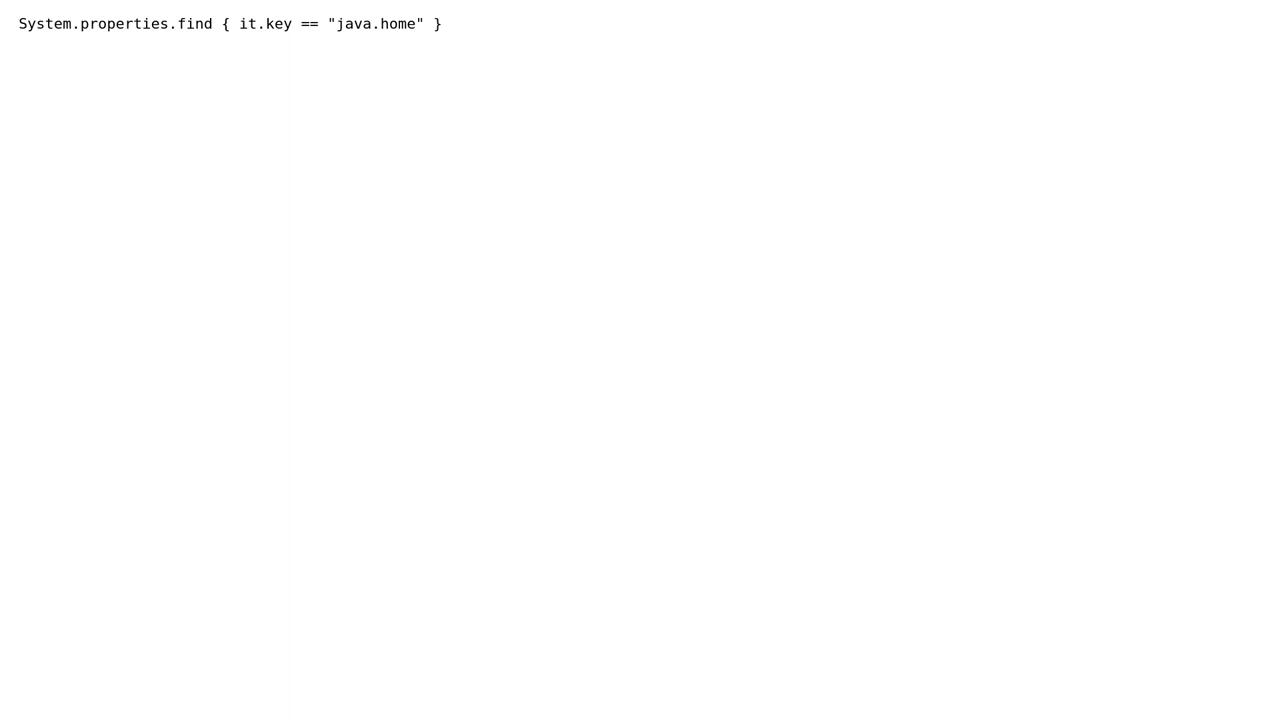 System.properties.find { it.key == "java.home" }